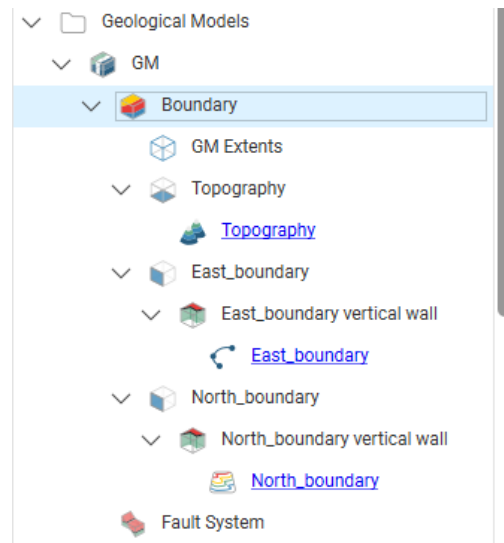 Geological Models
GM
Boundary
GM Extents
Topography
Topography
East_boundary
East_boundary vertical wall
East_boundary
North_boundary
North_boundary vertical wall
North_boundary
Fault System